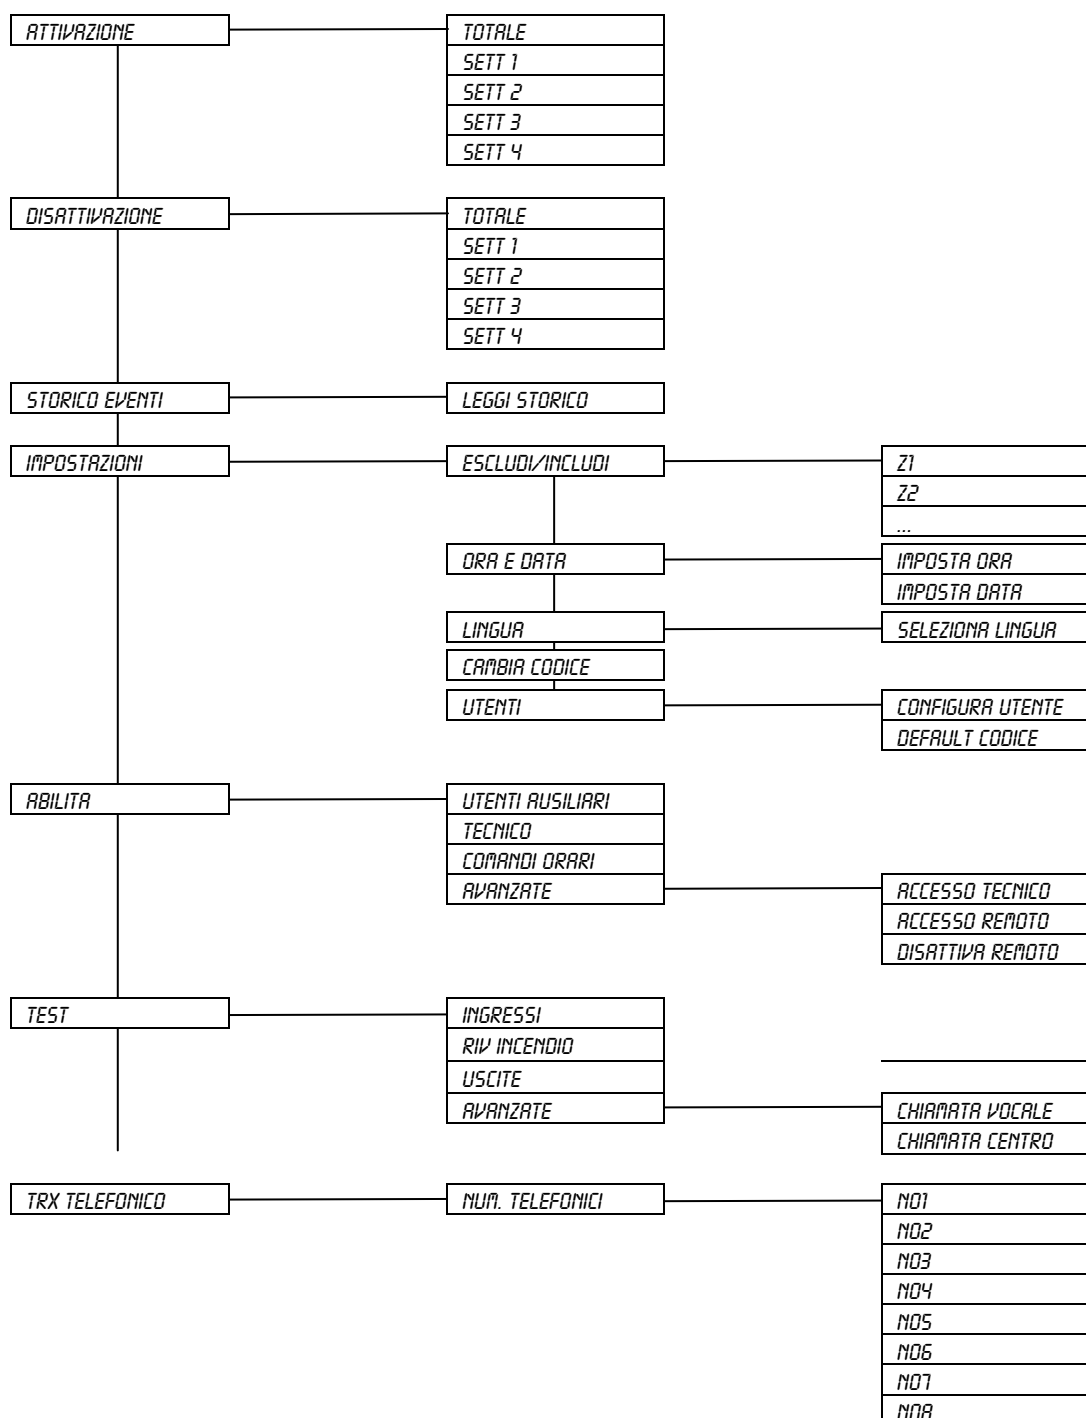 ATTIVAZIONE
TOTALE
SETT 1
SETT 2
SETT 3
SETT 4
DISATTIVAZIONE
TOTALE
SETT 1
SETT 2
SETT 3
SETT 4
STORICO EVENTI
LEGGI STORICO
IMPOSTAZIONI
ESCLUDI/INCLUDI
Z1
Z2
...
ORA E DATA
IMPOSTA ORA
IMPOSTA DATA
LINGUA
SELEZIONA LINGUA
CAMBIA CODICE
UTENTI
CONFIGURA UTENTE
DEFAULT CODICE
ABILITA
UTENTI AUSILIARI
TECNICO
COMANDI ORARI
AVANZATE
ACCESSO TECNICO
ACCESSO REMOTO
DISATTIVA REMOTO
TEST
INGRESSI
RIV INCENDIO
USCITE
AVANZATE
CHIAMATA VOCALE
CHIAMATA CENTRO
TRX TELEFONICO
NUM. TELEFONICI
N01
N02
N03
N04
N05
N06
N07
N08